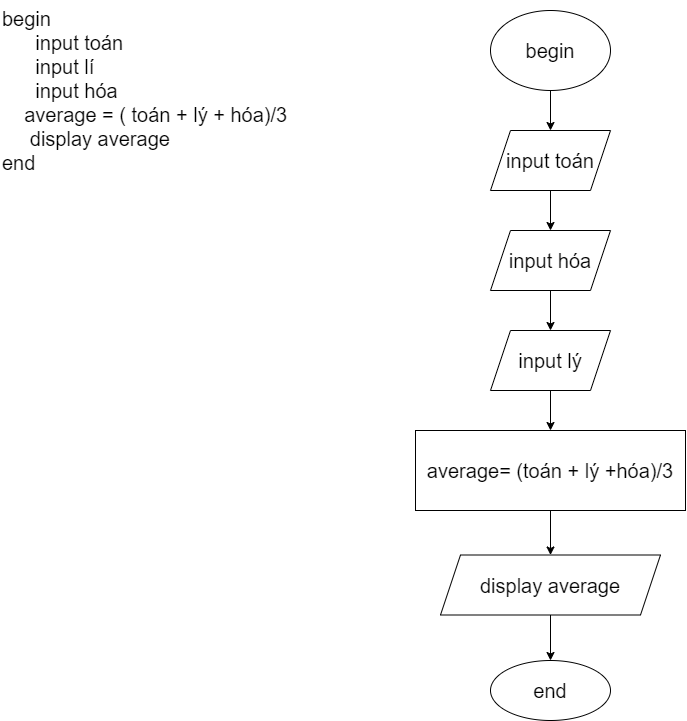 begin
input toán
input lí
input hóa
average = ( toán + lý + hóa)/3
display average
end
begin
input toán
input hóa
input lý
average= (toán + lý +hóa)/3
display average
end